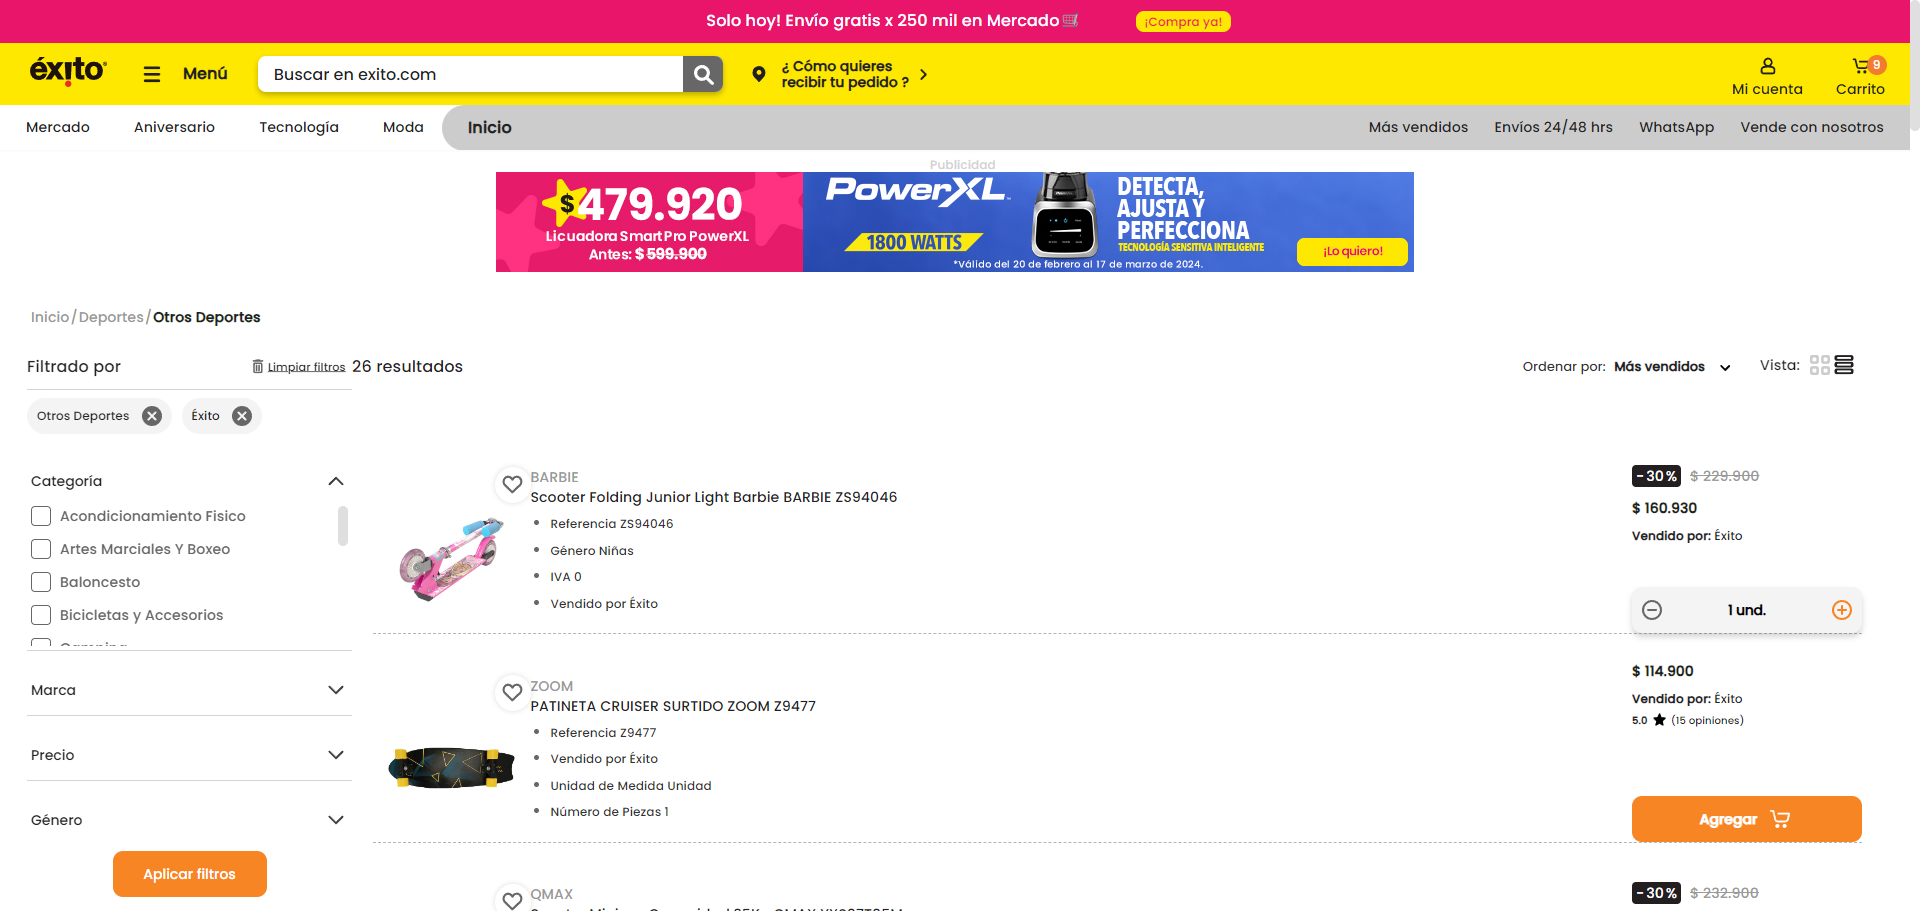 Solo hoy! Envío gratis x 250 mil en Mercado
¡Compra ya!
éxito
Menú
Buscar en exito.com
¿ Cómo quieres
recibir tu pedido ?
Mi cuenta
9
Carrito
Mercado
Aniversario
Tecnología
Moda
Inicio
Más vendidos
Envíos 24/48 hrs
WhatsApp
Vende con nosotros
Publicidad
$479.920
Licuadora Smart Pro PowerXL
Antes: $ 599.900
PowerXL
1800 WATTS
DETECTA,
AJUSTA Y
PERFECCIONA
TECNOLOGÍA SENSITIVA INTELIGENTE
*Válido del 20 de febrero al 17 de marzo de 2024.
¡Lo quiero!
Inicio / Deportes / Otros Deportes
Filtrado por
Limpiar filtros
26 resultados
Ordenar por: Más vendidos
Vista:
Otros Deportes
Éxito
Categoría
Acondicionamiento Fisico
Artes Marciales Y Boxeo
Baloncesto
Bicicletas y Accesorios
Marca
Precio
Género
Aplicar filtros
BARBIE
Scooter Folding Junior Light Barbie BARBIE ZS94046
Referencia ZS94046
Género Niñas
IVA 0
Vendido por Éxito
-30% $ 229.900
$ 160.930
Vendido por: Éxito
1 und.
ZOOM
PATINETA CRUISER SURTIDO ZOOM Z9477
Referencia Z9477
Vendido por Éxito
Unidad de Medida Unidad
Número de Piezas 1
$ 114.900
Vendido por: Éxito
5.0 ★ (15 opiniones)
Agregar
QMAX
-30% $ 232.900